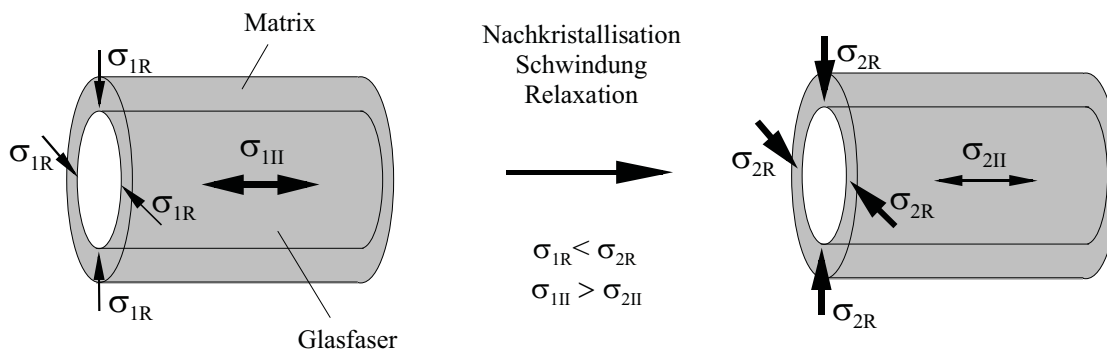 Matrix
σ1R
σ1R
σ1II
σ1R
σ1R
Glasfaser
Nachkristallisation
Schwindung
Relaxation
σ1R < σ2R
σ1II > σ2II
σ2R
σ2R
σ2II
σ2R
σ2R